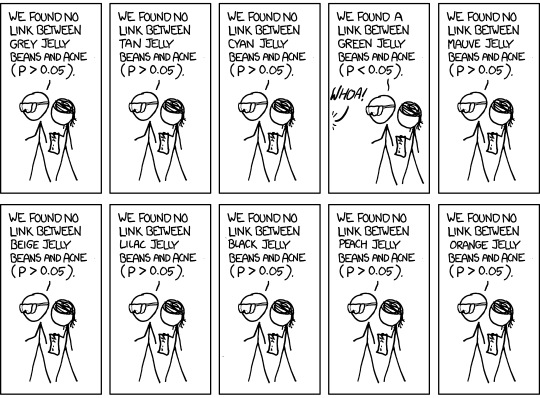 WE FOUND NO
LINK BETWEEN
GREY JELLY
BEANS AND ACNE
(P > 0.05).
WE FOUND NO
LINK BETWEEN
TAN JELLY
BEANS AND ACNE
(P > 0.05).
WE FOUND NO
LINK BETWEEN
CYAN JELLY
BEANS AND ACNE
(P > 0.05).
WE FOUND A
LINK BETWEEN
GREEN JELLY
BEANS AND ACNE
(P < 0.05).
WHOA!
WE FOUND NO
LINK BETWEEN
MAUVE JELLY
BEANS AND ACNE
(P > 0.05).
WE FOUND NO
LINK BETWEEN
BEIGE JELLY
BEANS AND ACNE
(P > 0.05).
WE FOUND NO
LINK BETWEEN
LILAC JELLY
BEANS AND ACNE
(P > 0.05).
WE FOUND NO
LINK BETWEEN
BLACK JELLY
BEANS AND ACNE
(P > 0.05).
WE FOUND NO
LINK BETWEEN
PEACH JELLY
BEANS AND ACNE
(P > 0.05).
WE FOUND NO
LINK BETWEEN
ORANGE JELLY
BEANS AND ACNE
(P > 0.05).